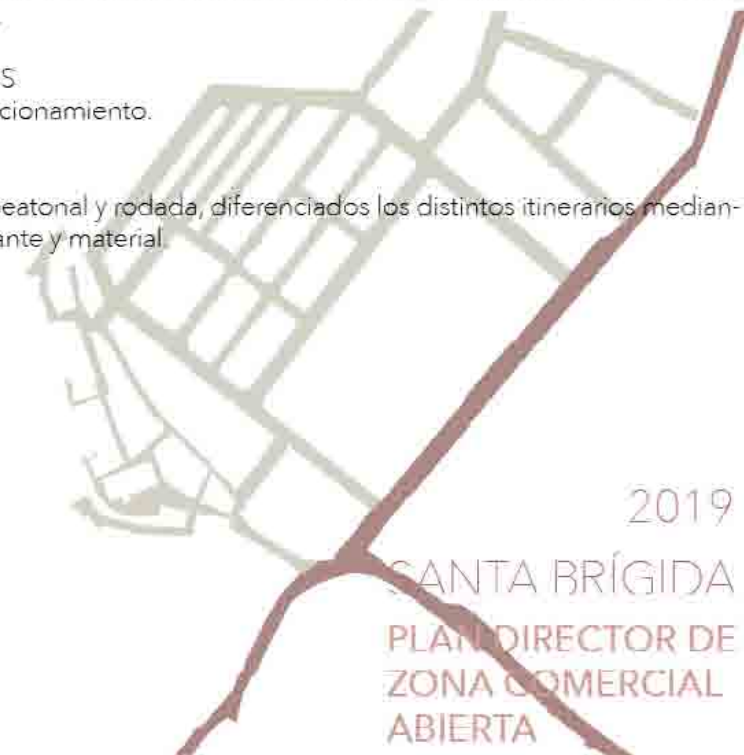 S
cionamiento.
eatonal y rodada, diferenciados los distintos itinerarios median-
ante y material.
2019
SANTA BRÍGIDA
PLAN DIRECTOR DE
ZONA COMERCIAL
ABIERTA